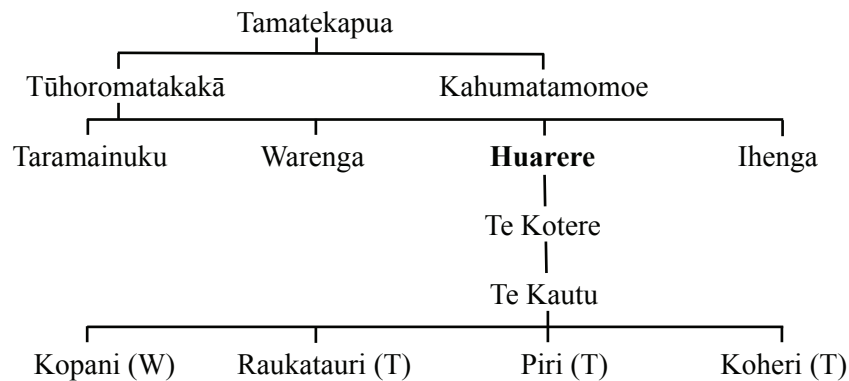 Tamatekapua
Tūhoromatakakā Kahumatamomoe
Taramainuku Warenga Huarere Ihenga
Te Kotere
Te Kautu
Kopani (W) Raukatauri (T) Piri (T) Koheri (T)